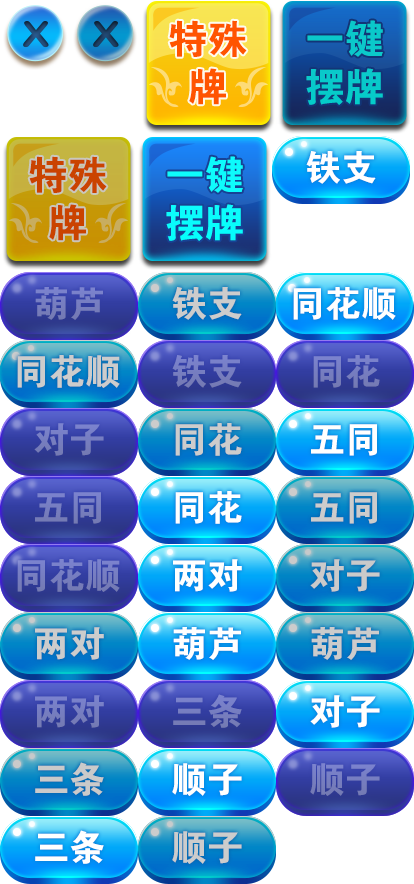 特殊
牌
一键
摆牌
特殊
牌
一键
摆牌
铁支
葫芦 铁支 同花顺
同花顺 铁支 同花
对子 同花 五同
五同 同花 五同
同花顺 两对 对子
两对 葫芦 葫芦
两对 三条 对子
三条 顺子 顺子
三条 顺子